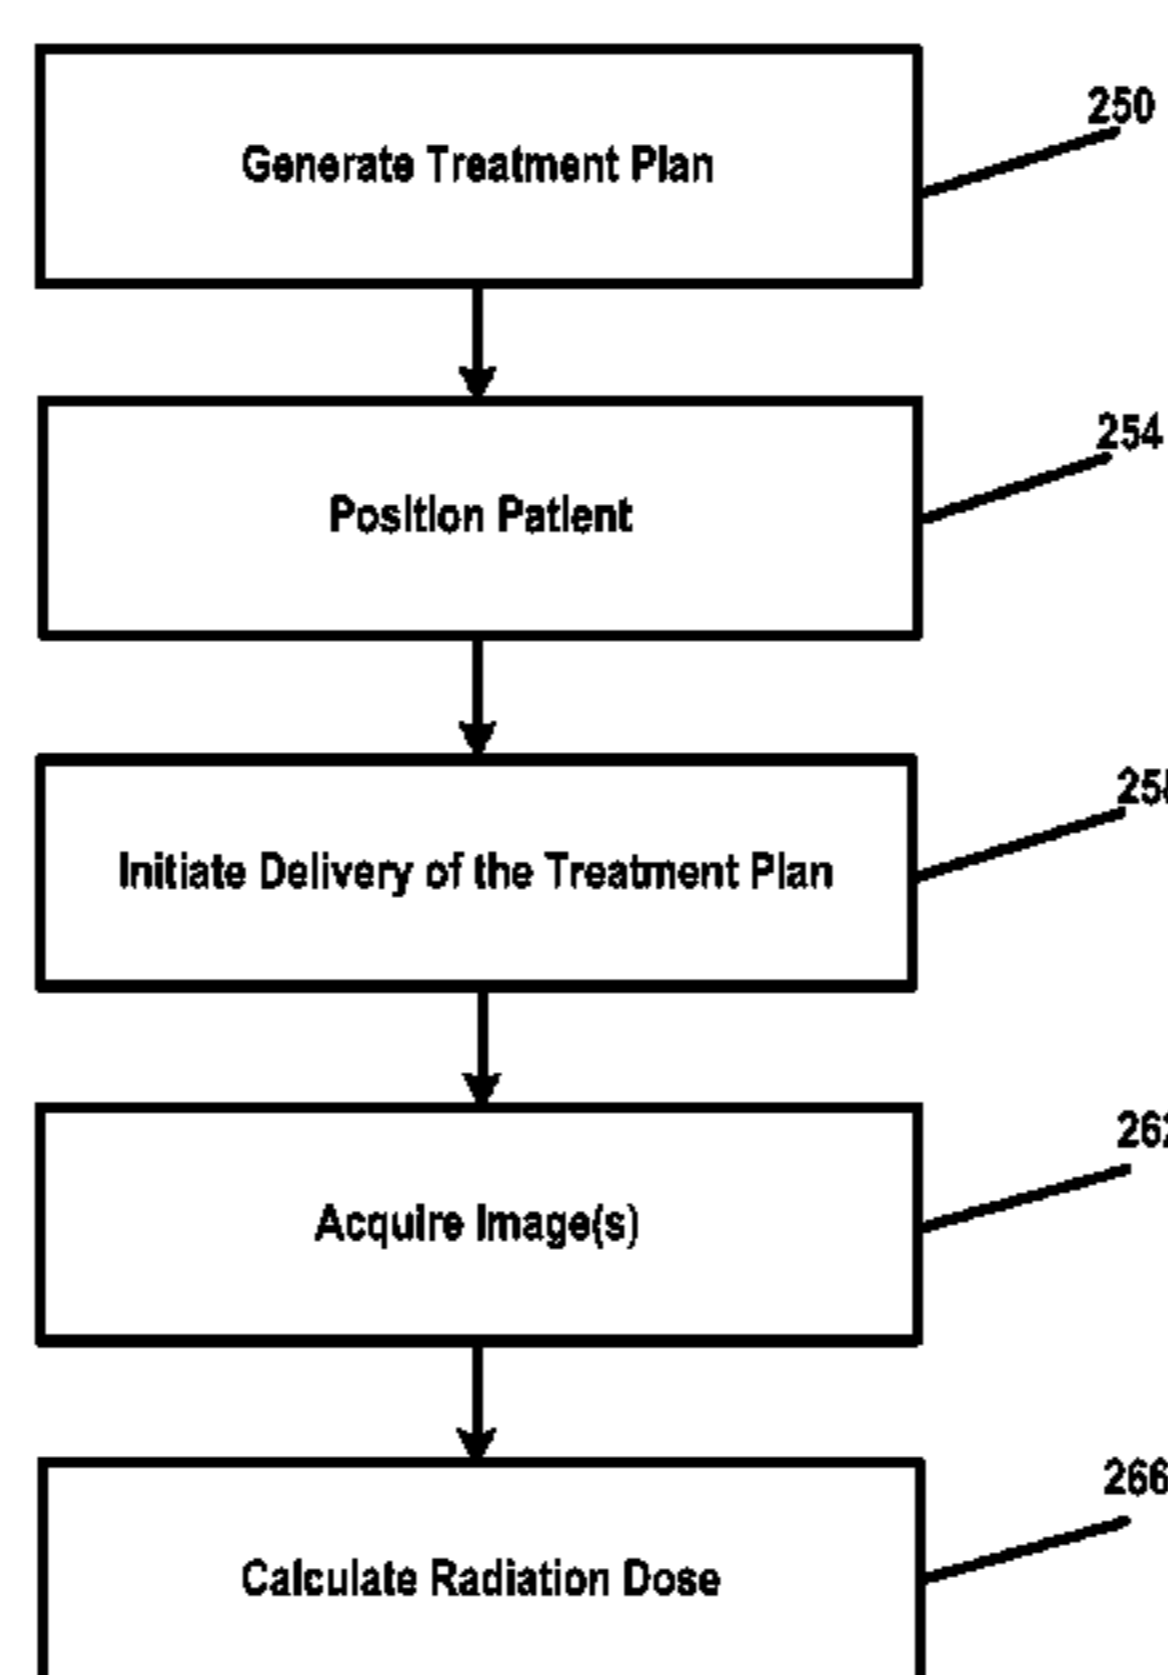 250
Generate Treatment Plan
254
Position Patient
Initiate Delivery of the Treatment Plan
262
Acquire Image(s)
266
Calculate Radiation Dose